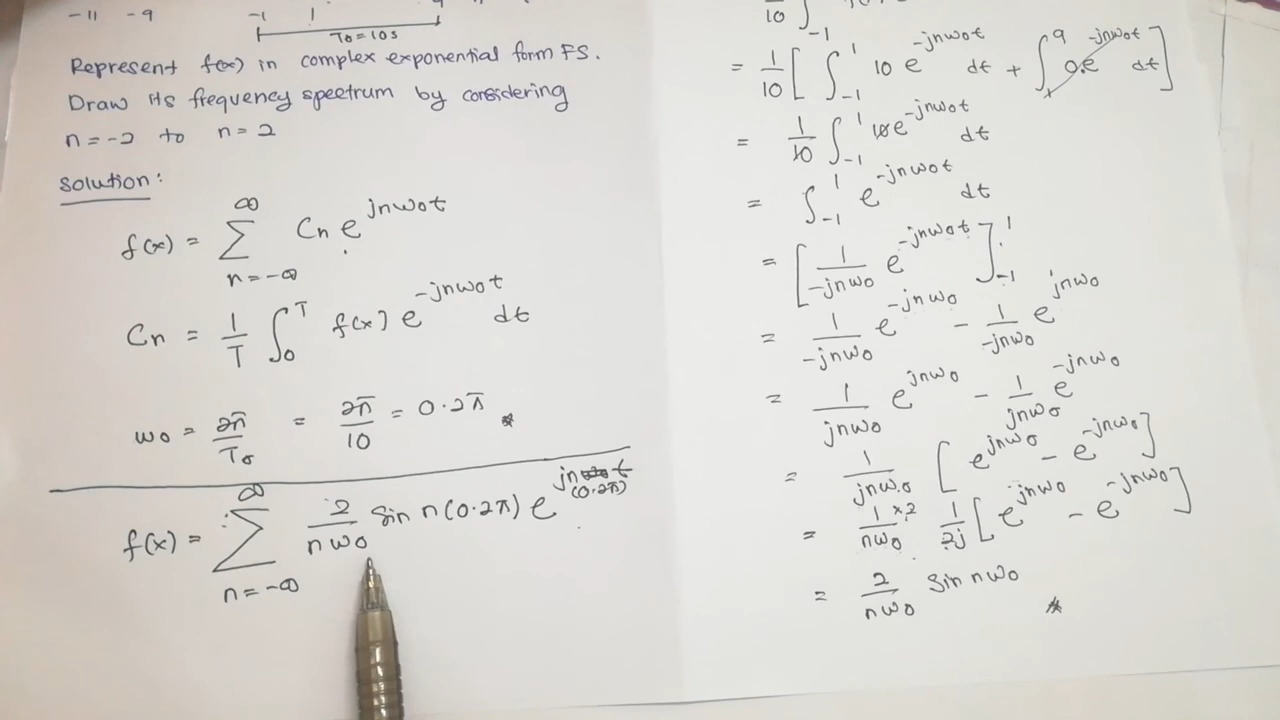 -11 -9 -1 1 9
T₀=10s
Represent f(x) in complex exponential form FS.
Draw its frequency spectrum by considering
n=-2 to n=2
Solution:
f(x) = ∑_{n=-∞}^{∞} Cn e^{jnω₀t}
Cn = 1/T ∫_0^T f(x) e^{-jnω₀t} dt
ω₀ = 2π/T₀ = 2π/10 = 0.2π *
f(x) = ∑_{n=-∞}^{∞} 2/nω₀ sin n(0.2π) e^{jn(0.2π)t}
10 ∫_{-1}
= 1/10 [ ∫_{-1}^{1} 10 e^{-jnω₀t} dt + ∫_1^9 0.e^{-jnω₀t} dt ]
= 1/10 ∫_{-1}^{1} 10e^{-jnω₀t} dt
= ∫_{-1}^{1} e^{-jnω₀t} dt
= [ 1/-jnω₀ e^{-jnω₀t} ]_{-1}^{1}
= 1/-jnω₀ e^{-jnω₀} - 1/-jnω₀ e^{jnω₀}
= 1/jnω₀ e^{jnω₀} - 1/jnω₀ e^{-jnω₀}
= 1/jnω₀ [ e^{jnω₀} - e^{-jnω₀} ]
= 1×2/nω₀ 1/2j [ e^{jnω₀} - e^{-jnω₀} ]
= 2/nω₀ sin nω₀ *